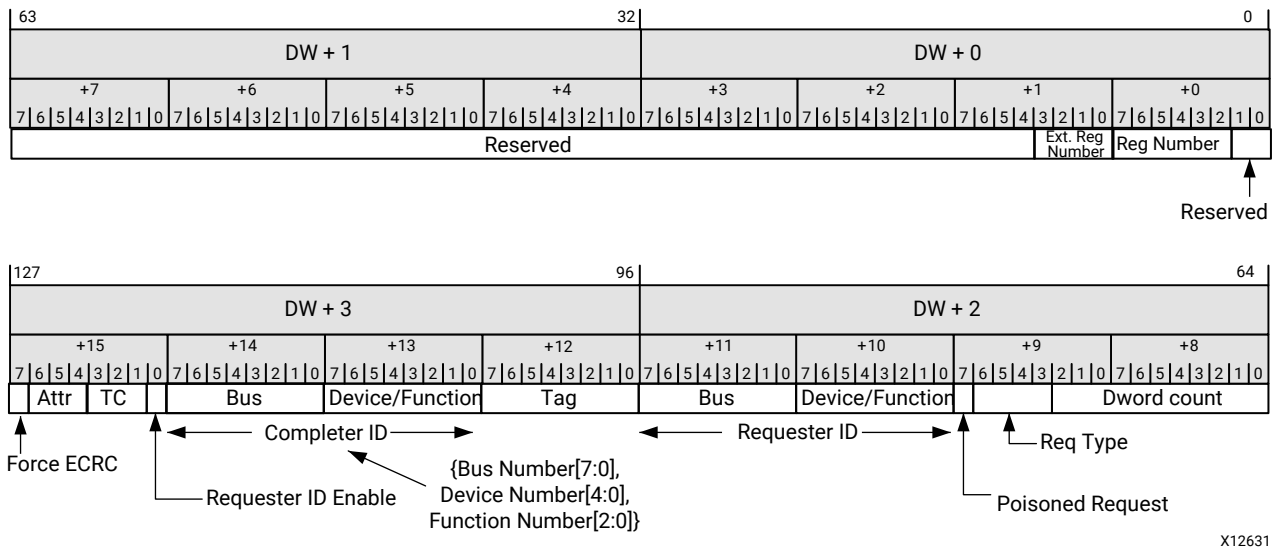 63 32 0
DW + 1 DW + 0
+7 +6 +5 +4 +3 +2 +1 +0
7 6 5 4 3 2 1 0 7 6 5 4 3 2 1 0 7 6 5 4 3 2 1 0 7 6 5 4 3 2 1 0 7 6 5 4 3 2 1 0 7 6 5 4 3 2 1 0 7 6 5 4 3 2 1 0 7 6 5 4 3 2 1 0
Reserved Ext. Reg Number Reg Number
Reserved
127 96 64
DW + 3 DW + 2
+15 +14 +13 +12 +11 +10 +9 +8
7 6 5 4 3 2 1 0 7 6 5 4 3 2 1 0 7 6 5 4 3 2 1 0 7 6 5 4 3 2 1 0 7 6 5 4 3 2 1 0 7 6 5 4 3 2 1 0 7 6 5 4 3 2 1 0 7 6 5 4 3 2 1 0
Attr TC Bus Device/Function Tag Bus Device/Function Dword count
Completer ID Requester ID
Req Type
Force ECRC
{Bus Number[7:0],
Device Number[4:0],
Function Number[2:0]}
Requester ID Enable
Poisoned Request
X12631